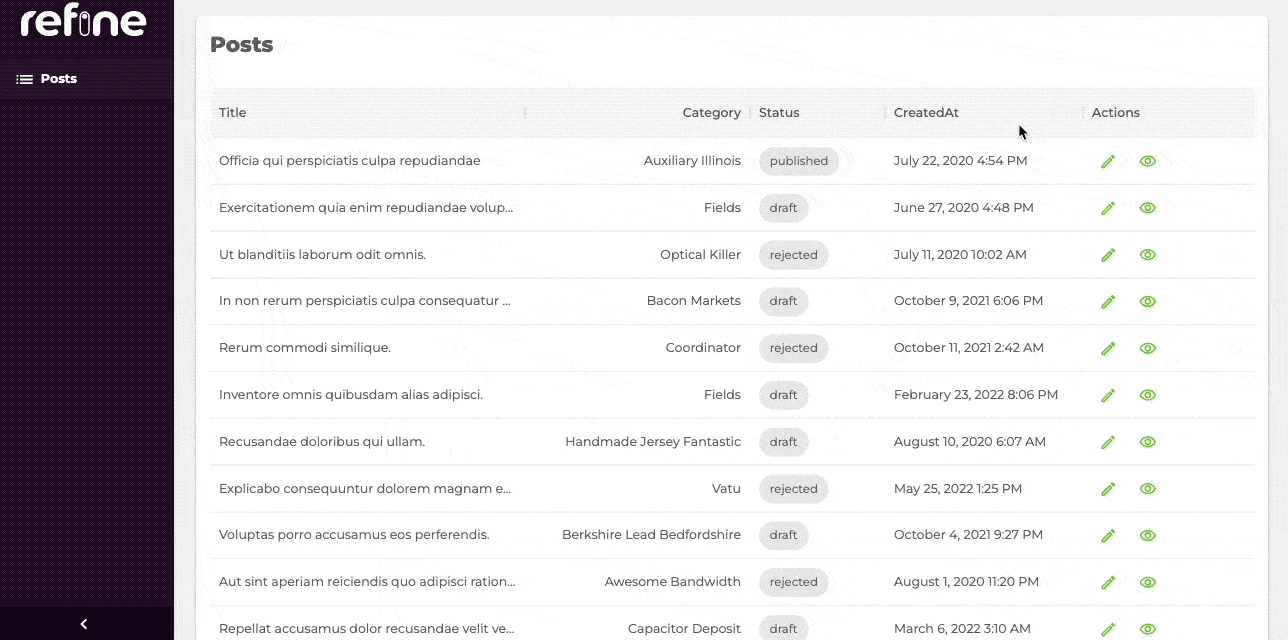 refine
Posts
Posts
Title Category Status CreatedAt Actions
Officia qui perspiciatis culpa repudiandae Auxiliary Illinois published July 22, 2020 4:54 PM
Exercitationem quia enim repudiandae volup... Fields draft June 27, 2020 4:48 PM
Ut blanditiis laborum odit omnis. Optical Killer rejected July 11, 2020 10:02 AM
In non rerum perspiciatis culpa consequatur ... Bacon Markets draft October 9, 2021 6:06 PM
Rerum commodi similique. Coordinator rejected October 11, 2021 2:42 AM
Inventore omnis quibusdam alias adipisci. Fields draft February 23, 2022 8:06 PM
Recusandae doloribus qui ullam. Handmade Jersey Fantastic draft August 10, 2020 6:07 AM
Explicabo consequuntur dolorem magnam e... Vatu rejected May 25, 2022 1:25 PM
Voluptas porro accusamus eos perferendis. Berkshire Lead Bedfordshire draft October 4, 2021 9:27 PM
Aut sint aperiam reiciendis quo adipisci ration... Awesome Bandwidth rejected August 1, 2020 11:20 PM
Repellat accusamus dolor recusandae velit ve... Capacitor Deposit draft March 6, 2022 3:10 AM